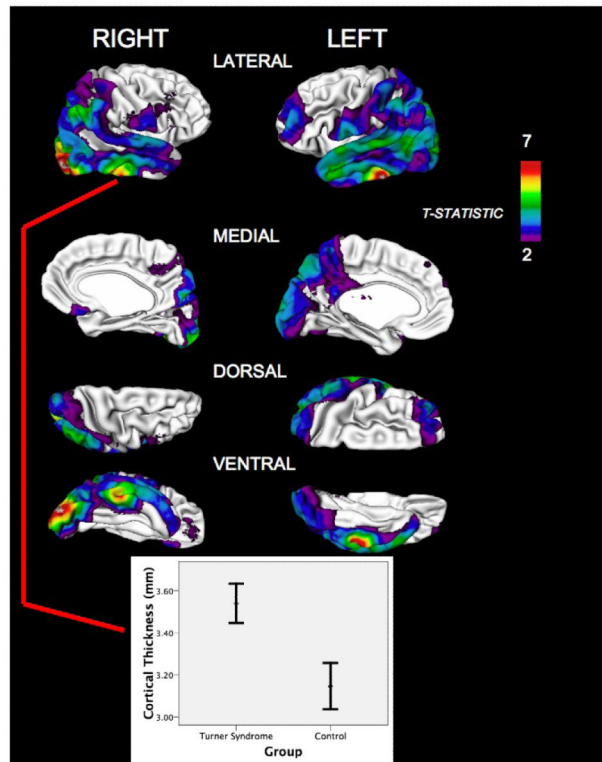 RIGHT LEFT
LATERAL
7
T-STATISTIC
2
MEDIAL
DORSAL
VENTRAL
Cortical Thickness (mm)
3.60
3.40
3.20
3.00
Turner Syndrome Control
Group